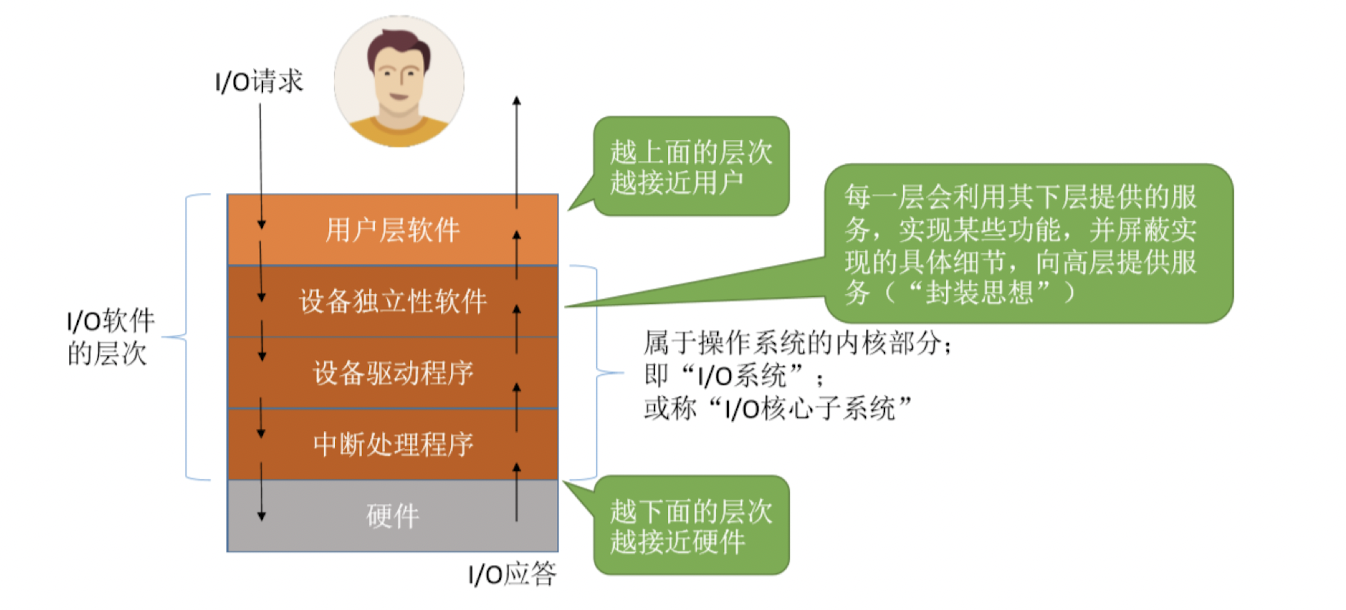 I/O请求
越上面的层次
越接近用户
每一层会利用其下层提供的服
务，实现某些功能，并屏蔽实
现的具体细节，向高层提供服
务（“封装思想”）
用户层软件
设备独立性软件
I/O软件
的层次
属于操作系统的内核部分；
即“I/O系统”；
或称“I/O核心子系统”
设备驱动程序
中断处理程序
硬件
越下面的层次
越接近硬件
I/O应答